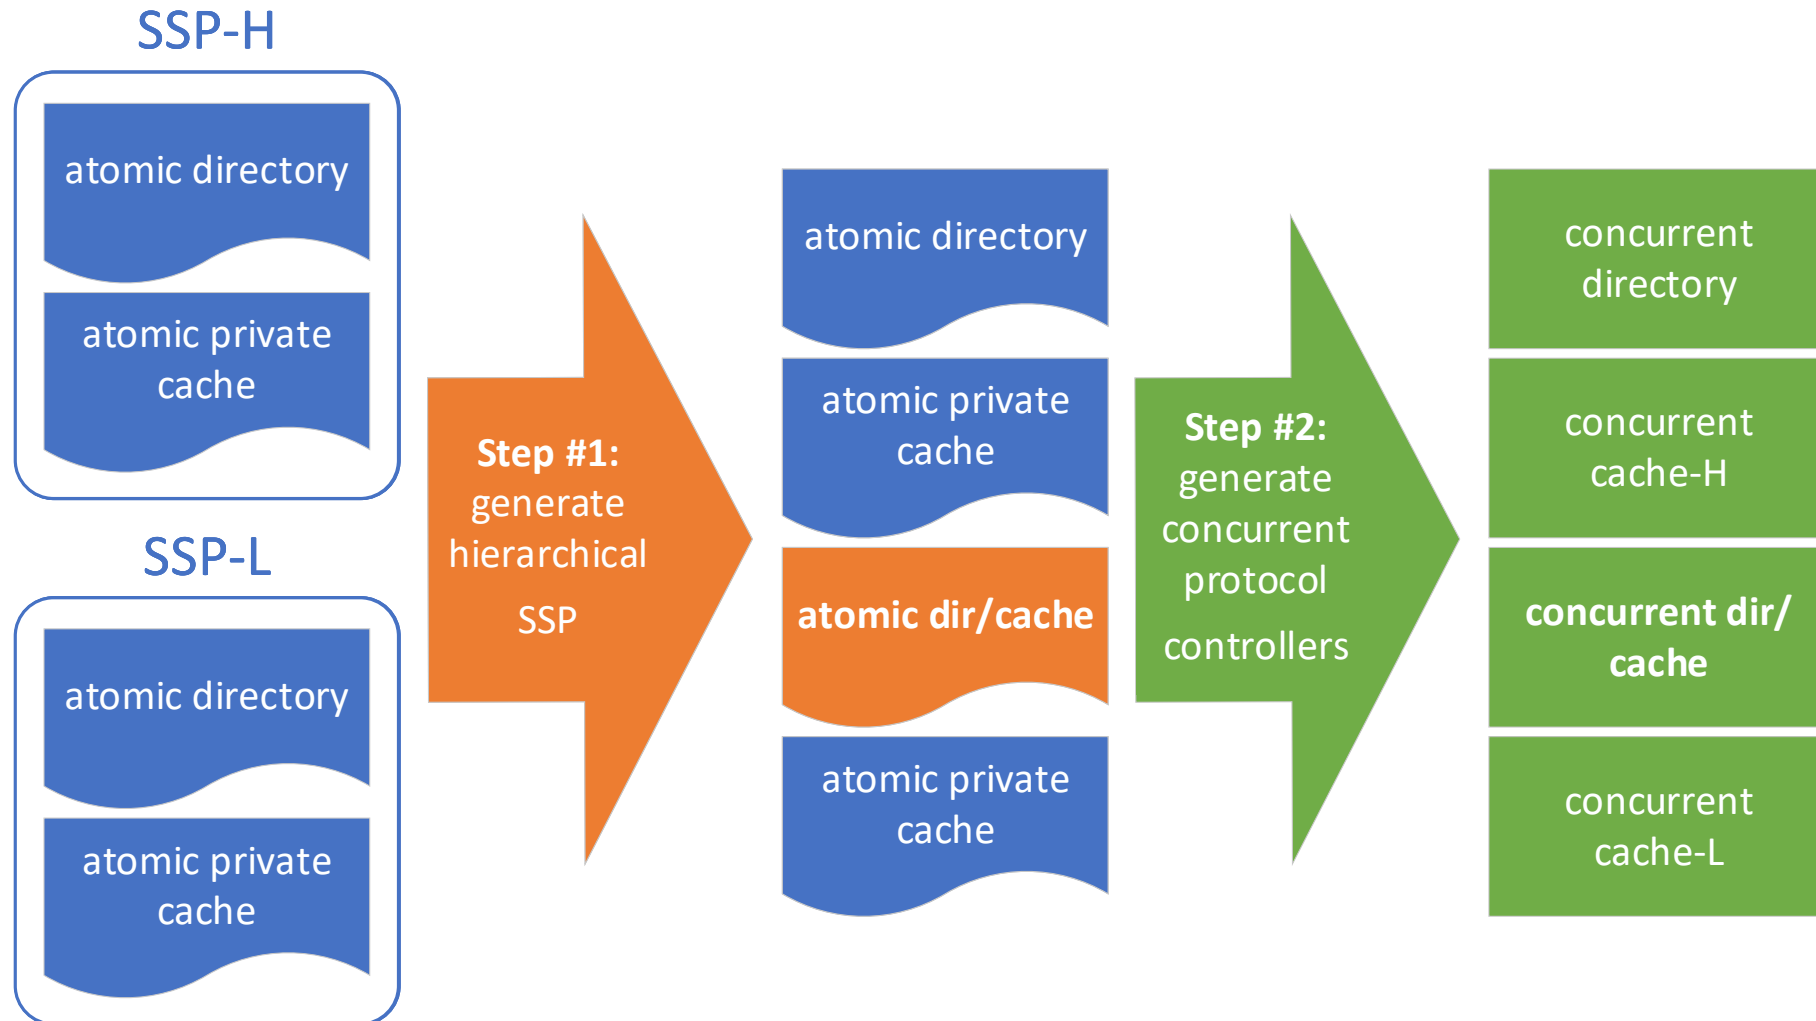 SSP-H
atomic directory
atomic private
cache
SSP-L
atomic directory
atomic private
cache
Step #1:
generate
hierarchical
SSP
atomic directory
atomic private
cache
atomic dir/cache
atomic private
cache
Step #2:
generate
concurrent
protocol
controllers
concurrent
directory
concurrent
cache-H
concurrent dir/
cache
concurrent
cache-L